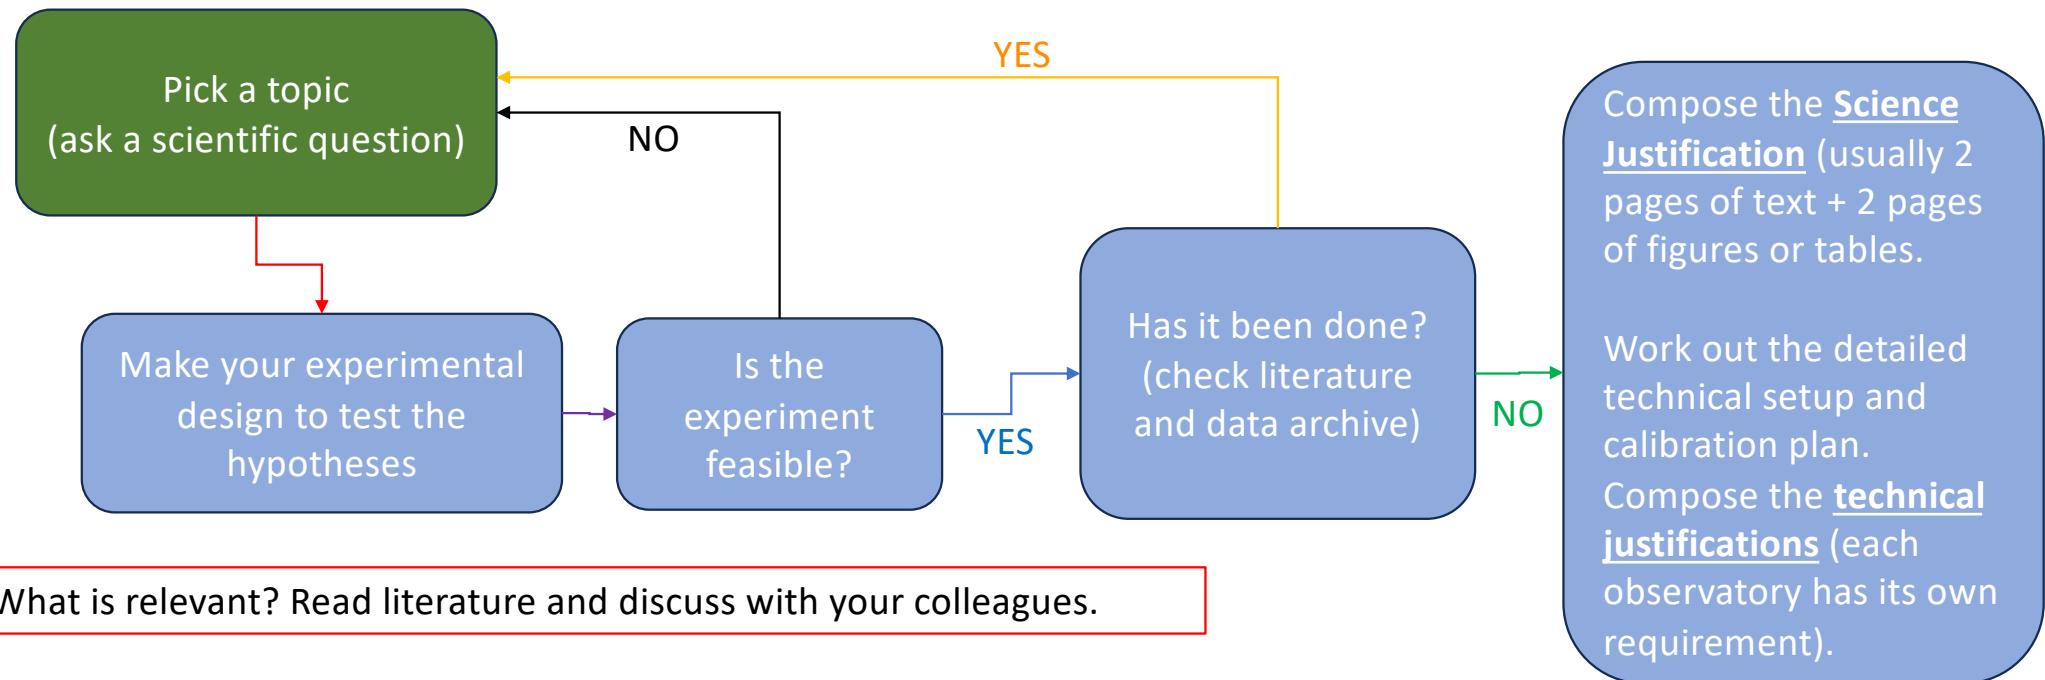 Pick a topic
(ask a scientific question)
YES
NO
Make your experimental
design to test the
hypotheses
Is the
experiment
feasible?
YES
Has it been done?
(check literature
and data archive)
NO
Compose the Science
Justification (usually 2
pages of text + 2 pages
of figures or tables.
Work out the detailed
technical setup and
calibration plan.
Compose the technical
justifications (each
observatory has its own
requirement).
What is relevant? Read literature and discuss with your colleagues.